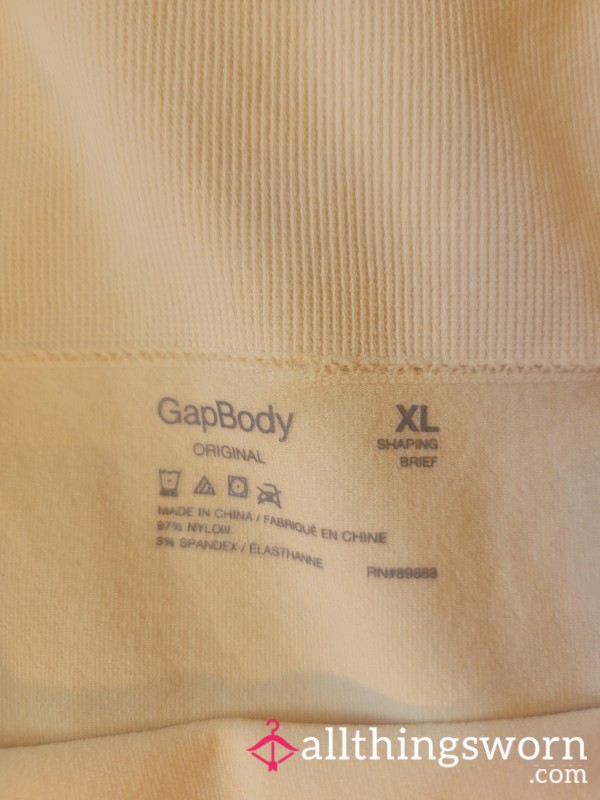 GapBody
ORIGINAL
XL
SHAPING
BRIEF
MADE IN CHINA / FABRIQUÉ EN CHINE
97% NYLON
3% SPANDEX / ÉLASTHANNE
RN#89888
allthingsworn
.com